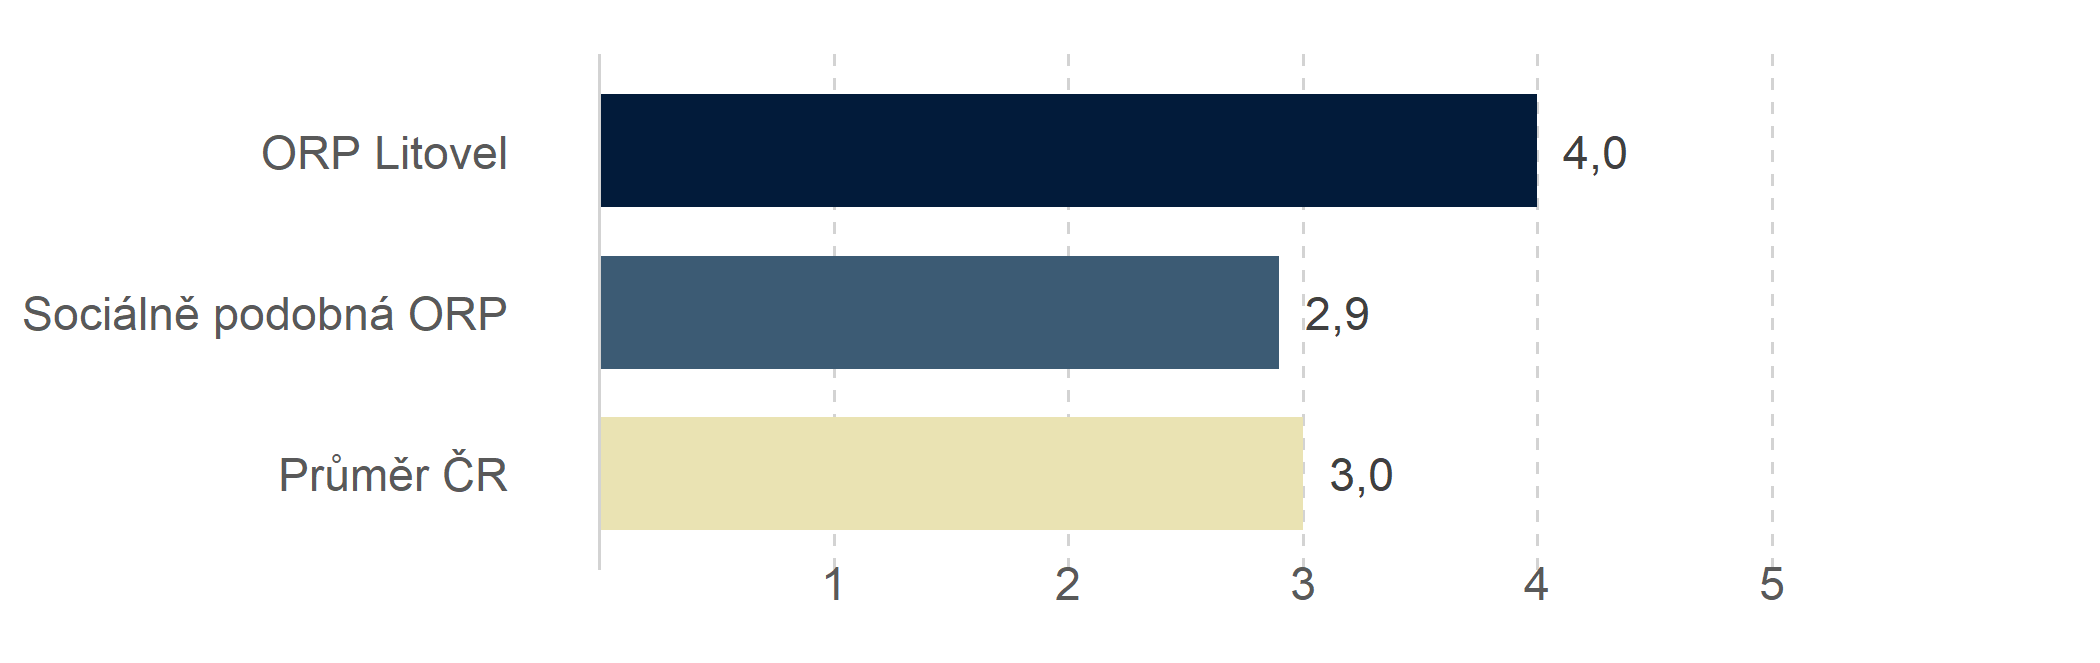 ORP Litovel
4,0
Sociálně podobná ORP
2,9
Průměr ČR
3,0
1 2 3 4 5